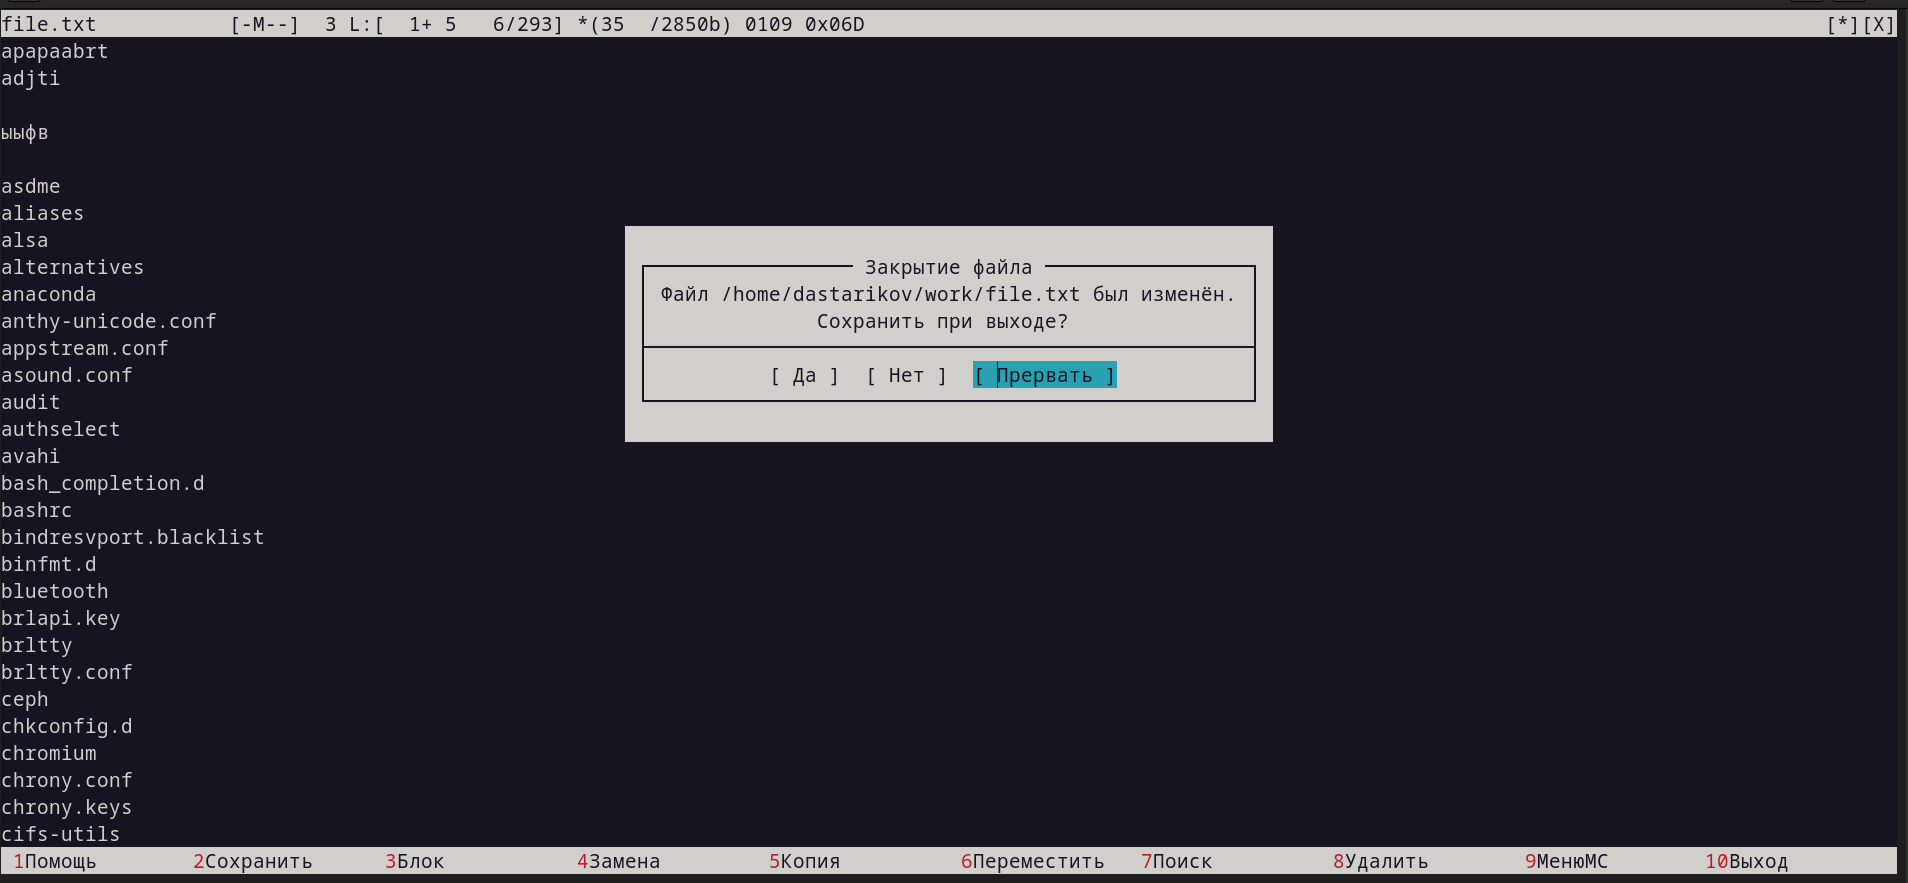 file.txt [-M--] 3 L:[ 1+ 5 6/293] *(35 /2850b) 0109 0x06D [*][X]
apapaabrt
adjti
ыыфв
asdme
aliases
alsa
alternatives
anaconda
anthy-unicode.conf
appstream.conf
asound.conf
audit
authselect
avahi
bash_completion.d
bashrc
bindresvport.blacklist
binfmt.d
bluetooth
brlapi.key
brltty
brltty.conf
ceph
chkconfig.d
chromium
chrony.conf
chrony.keys
cifs-utils
Закрытие файла
Файл /home/dastarikov/work/file.txt был изменён.
Сохранить при выходе?
[ Да ] [ Нет ] [ Прервать ]
1Помощь 2Сохранить 3Блок 4Замена 5Копия 6Переместить 7Поиск 8Удалить 9МенюМС 10Выход